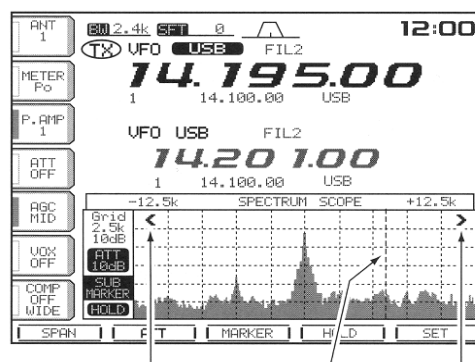 ANT
1
BW 2.4k SFT 0
12:00
TX VFO USB FIL2
METER
Po
14.195.00
1 14.100.00 USB
P.AMP
1
VFO USB FIL2
ATT
OFF
14.201.00
1 14.100.00 USB
AGC
MID
-12.5k SPECTRUM SCOPE +12.5k
Grid
2.5k
10dB
VOX
OFF
ATT
10dB
COMP
OFF
WIDE
SUB
MARKER
HOLD
SPAN ATT MARKER HOLD SET